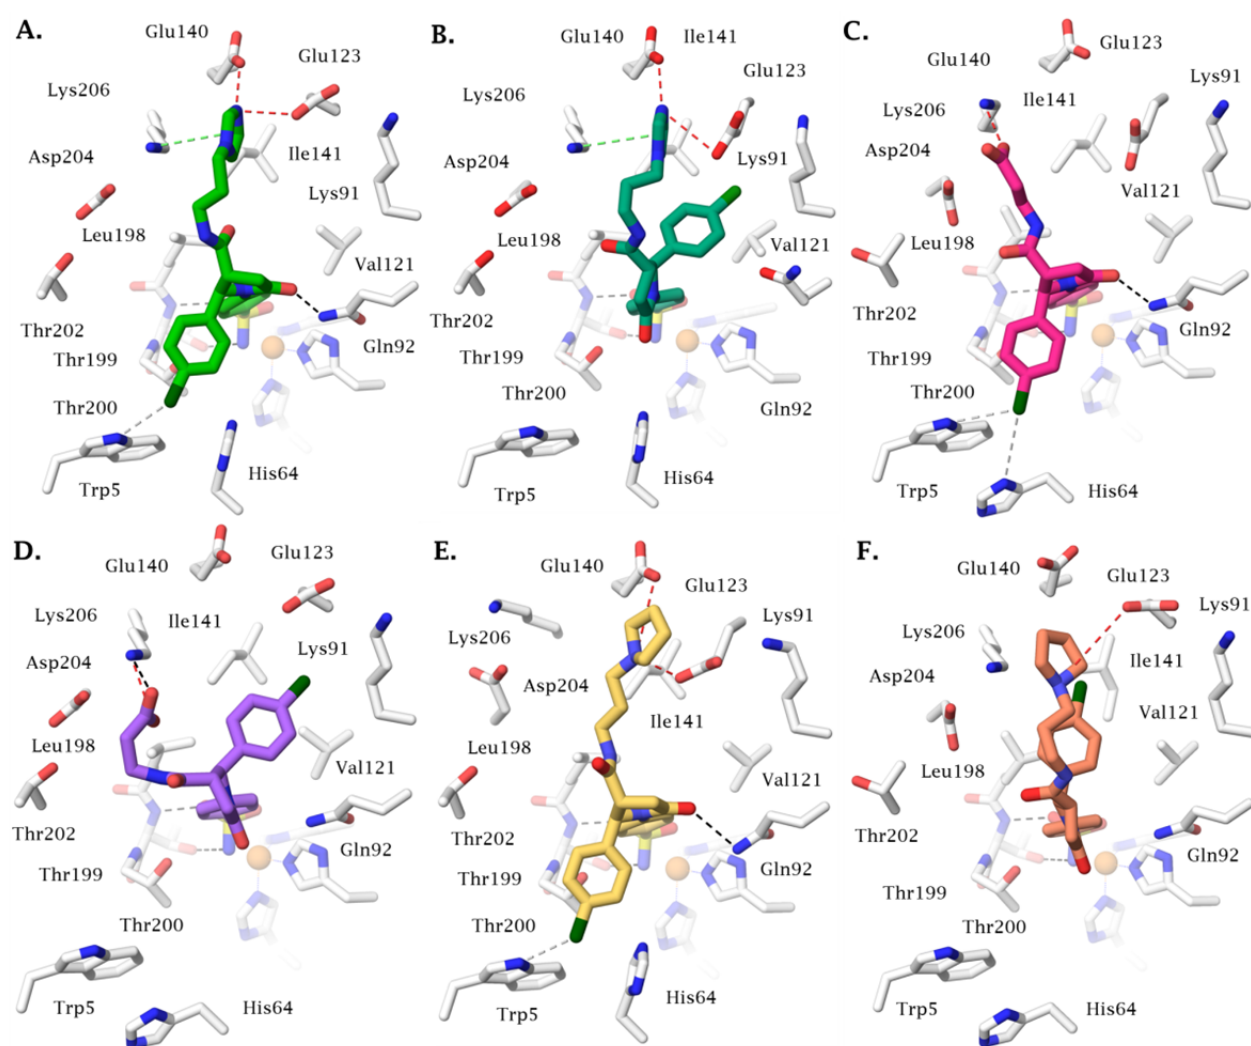 A.
Glu140
Glu123
Lys206
Asp204
Ile141
Lys91
Leu198
Val121
Thr202
Thr199
Gln92
Thr200
His64
Trp5
B.
Glu140
Ile141
Glu123
Lys206
Asp204
Lys91
Leu198
Val121
Thr202
Thr199
Thr200
Gln92
His64
Trp5
C.
Glu123
Glu140
Lys91
Lys206
Ile141
Asp204
Val121
Leu198
Thr202
Gln92
Thr199
Thr200
Trp5
His64
D.
Glu123
Glu140
Lys206
Ile141
Lys91
Asp204
Leu198
Val121
Thr202
Gln92
Thr199
Thr200
Trp5
His64
E.
Glu140
Glu123
Lys91
Lys206
Asp204
Ile141
Leu198
Val121
Thr202
Gln92
Thr199
Thr200
His64
Trp5
F.
Glu140
Glu123
Lys91
Lys206
Ile141
Asp204
Val121
Leu198
Thr202
Gln92
Thr199
Thr200
Trp5
His64